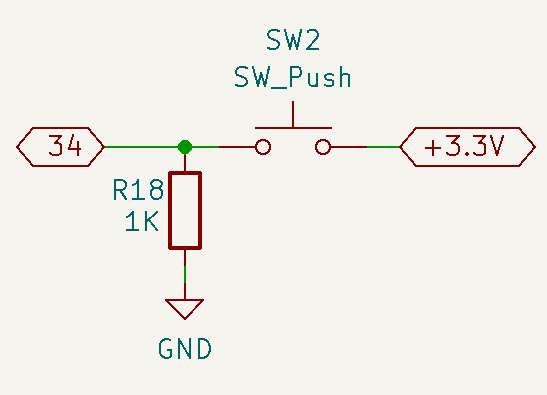 SW2
SW_Push
34
+3.3V
R18
1K
GND